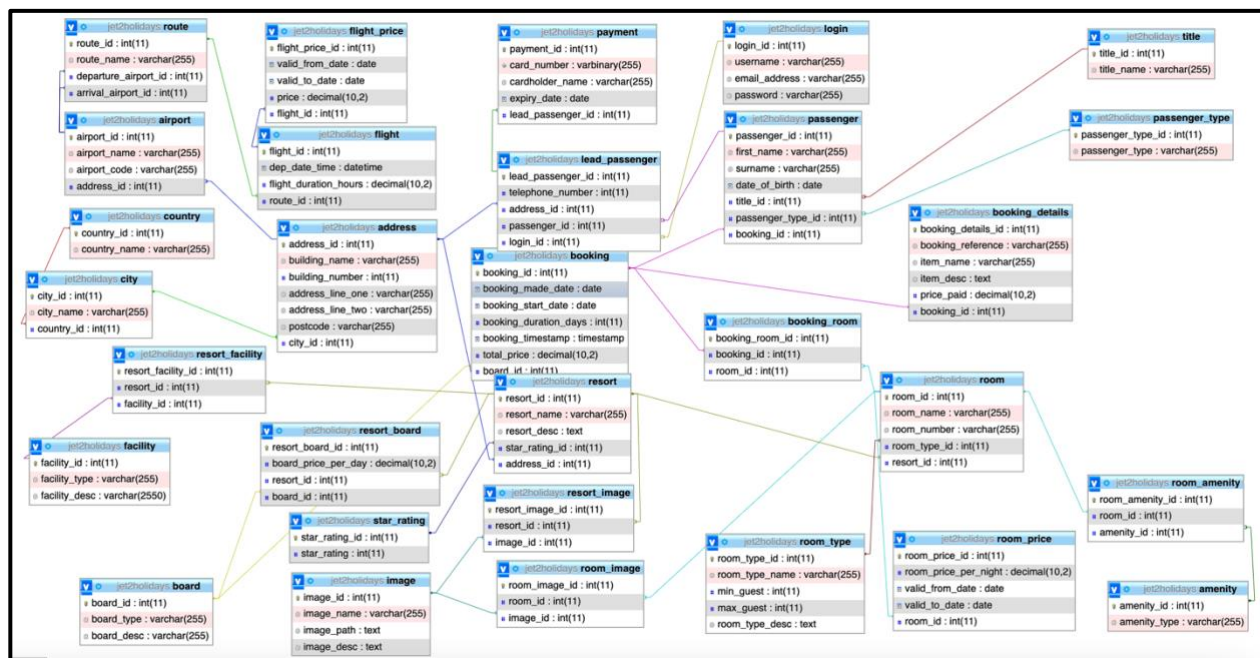 jet2holidays route
route_id : int(11)
route_name : varchar(255)
departure_airport_id : int(11)
arrival_airport_id : int(11)
jet2holidays flight_price
flight_price_id : int(11)
valid_from_date : date
valid_to_date : date
price : decimal(10,2)
flight_id : int(11)
jet2holidays payment
payment_id : int(11)
card_number : varbinary(255)
cardholder_name : varchar(255)
expiry_date : date
lead_passenger_id : int(11)
jet2holidays login
login_id : int(11)
username : varchar(255)
email_address : varchar(255)
password : varchar(255)
jet2holidays title
title_id : int(11)
title_name : varchar(255)
jet2holidays airport
airport_id : int(11)
airport_name : varchar(255)
airport_code : varchar(255)
address_id : int(11)
jet2holidays flight
flight_id : int(11)
dep_date_time : datetime
flight_duration_hours : decimal(10,2)
route_id : int(11)
jet2holidays lead_passenger
lead_passenger_id : int(11)
telephone_number : int(11)
address_id : int(11)
passenger_id : int(11)
login_id : int(11)
jet2holidays passenger
passenger_id : int(11)
first_name : varchar(255)
surname : varchar(255)
date_of_birth : date
title_id : int(11)
passenger_type_id : int(11)
booking_id : int(11)
jet2holidays passenger_type
passenger_type_id : int(11)
passenger_type : varchar(255)
jet2holidays country
country_id : int(11)
country_name : varchar(255)
jet2holidays address
address_id : int(11)
building_name : varchar(255)
building_number : int(11)
address_line_one : varchar(255)
address_line_two : varchar(255)
postcode : varchar(255)
city_id : int(11)
jet2holidays booking
booking_id : int(11)
booking_made_date : date
booking_start_date : date
booking_duration_days : int(11)
booking_timestamp : timestamp
total_price : decimal(10,2)
board_id : int(11)
jet2holidays booking_details
booking_details_id : int(11)
booking_reference : varchar(255)
item_name : varchar(255)
item_desc : text
price_paid : decimal(10,2)
booking_id : int(11)
jet2holidays city
city_id : int(11)
city_name : varchar(255)
country_id : int(11)
jet2holidays booking_room
booking_room_id : int(11)
booking_id : int(11)
room_id : int(11)
jet2holidays resort_facility
resort_facility_id : int(11)
resort_id : int(11)
facility_id : int(11)
jet2holidays resort
resort_id : int(11)
resort_name : varchar(255)
resort_desc : text
star_rating_id : int(11)
address_id : int(11)
jet2holidays room
room_id : int(11)
room_name : varchar(255)
room_number : varchar(255)
room_type_id : int(11)
resort_id : int(11)
jet2holidays facility
facility_id : int(11)
facility_type : varchar(255)
facility_desc : varchar(2550)
jet2holidays resort_board
resort_board_id : int(11)
board_price_per_day : decimal(10,2)
resort_id : int(11)
board_id : int(11)
jet2holidays resort_image
resort_image_id : int(11)
resort_id : int(11)
image_id : int(11)
jet2holidays room_amenity
room_amenity_id : int(11)
room_id : int(11)
amenity_id : int(11)
jet2holidays star_rating
star_rating_id : int(11)
star_rating : int(11)
jet2holidays room_type
room_type_id : int(11)
room_type_name : varchar(255)
min_guest : int(11)
max_guest : int(11)
room_type_desc : text
jet2holidays room_price
room_price_id : int(11)
room_price_per_night : decimal(10,2)
valid_from_date : date
valid_to_date : date
room_id : int(11)
jet2holidays board
board_id : int(11)
board_type : varchar(255)
board_desc : varchar(255)
jet2holidays image
image_id : int(11)
image_name : varchar(255)
image_path : text
image_desc : text
jet2holidays room_image
room_image_id : int(11)
room_id : int(11)
image_id : int(11)
jet2holidays amenity
amenity_id : int(11)
amenity_type : varchar(255)